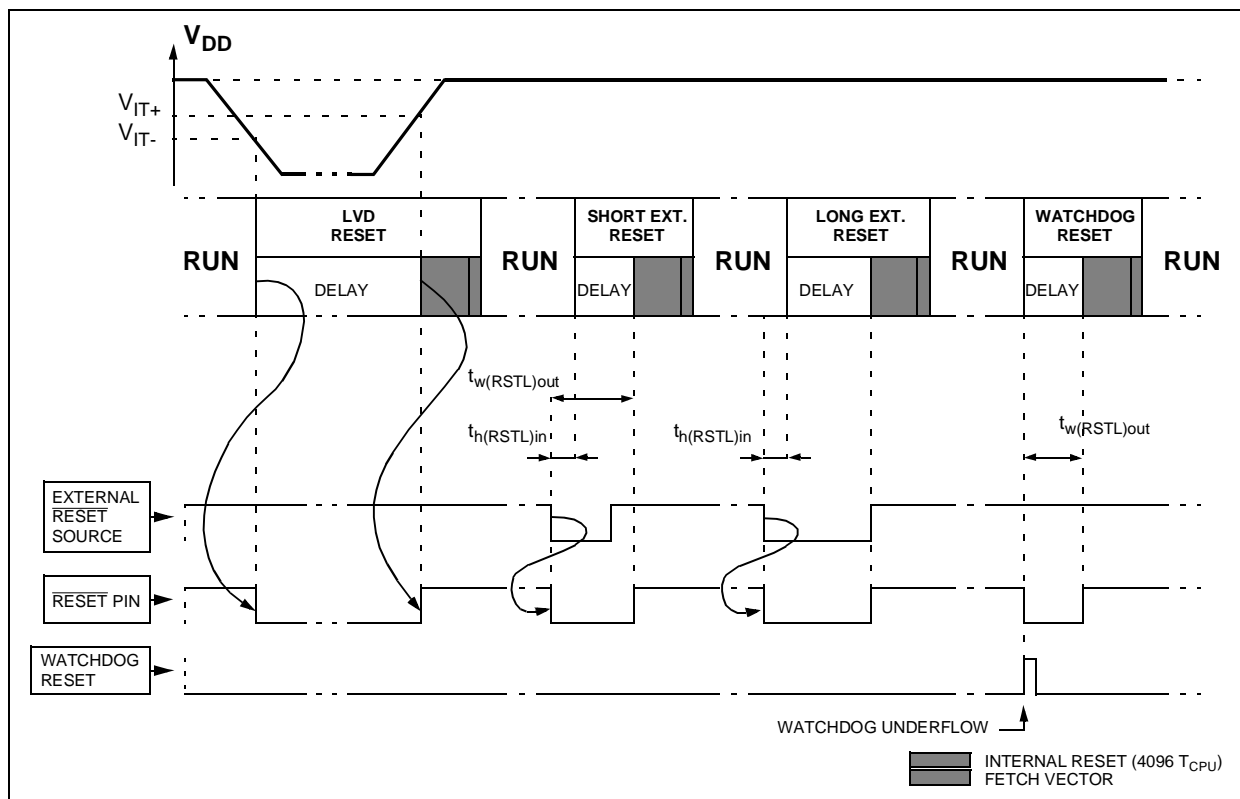 VDD
VIT+
VIT-
LVD
RESET
SHORT EXT.
RESET
LONG EXT.
RESET
WATCHDOG
RESET
RUN
RUN
RUN
RUN
RUN
DELAY
DELAY
DELAY
DELAY
tw(RSTL)out
th(RSTL)in
th(RSTL)in
tw(RSTL)out
EXTERNAL
RESET
SOURCE
RESET PIN
WATCHDOG
RESET
WATCHDOG UNDERFLOW
INTERNAL RESET (4096 TCPU)
FETCH VECTOR